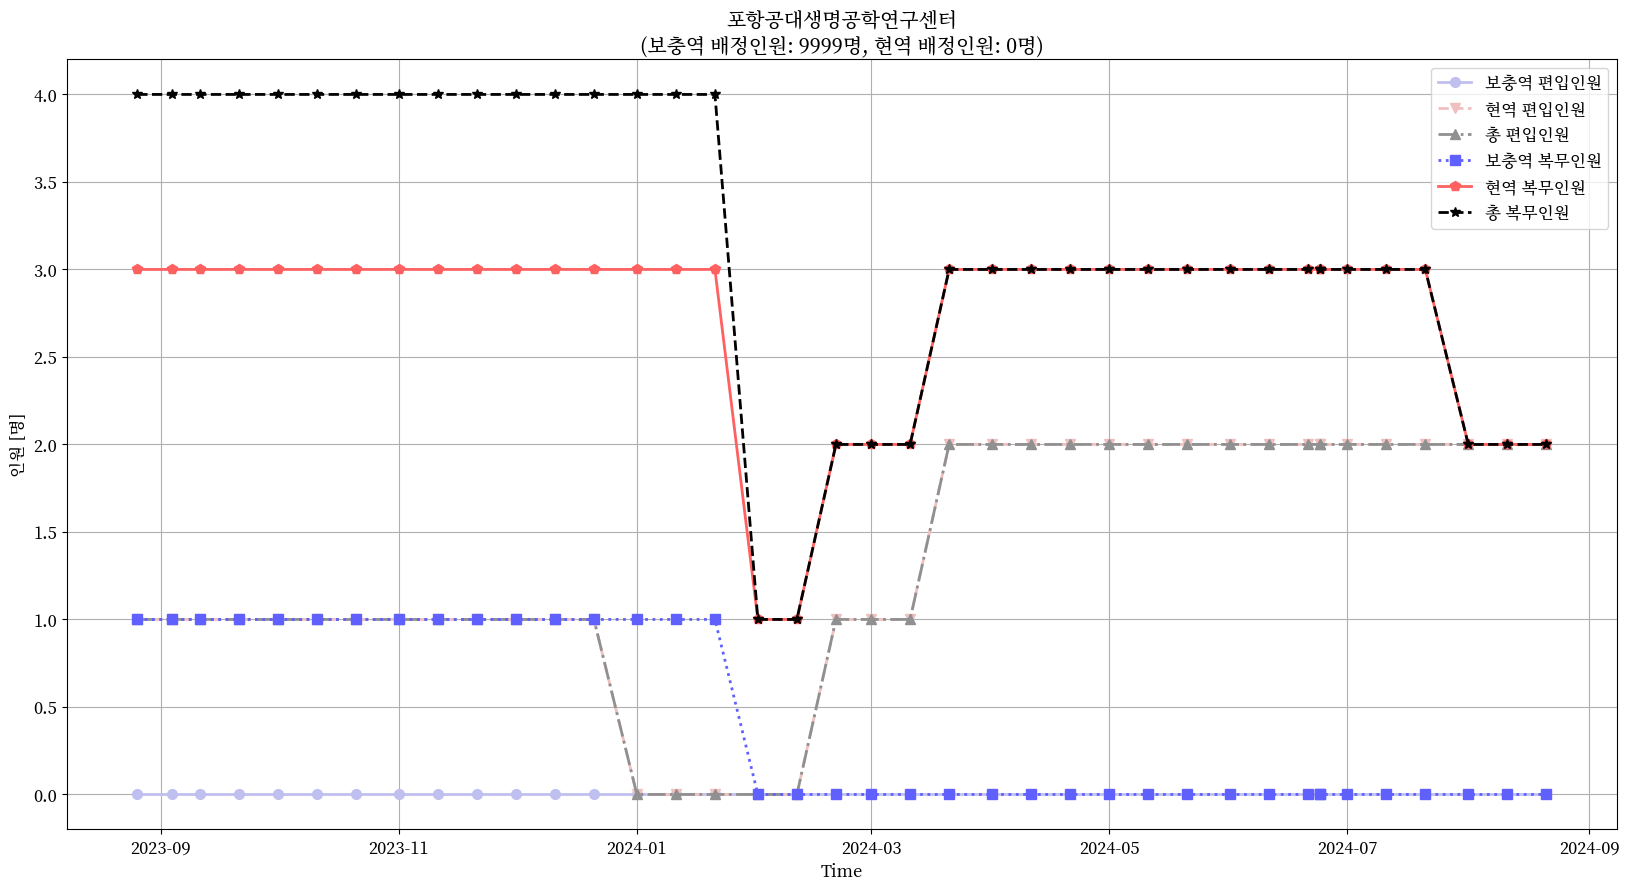 포항공대생명공학연구센터
(보충역 배정인원: 9999명, 현역 배정인원: 0명)
보충역 편입인원
현역 편입인원
총 편입인원
보충역 복무인원
현역 복무인원
총 복무인원
인원 [명]
4.0
3.5
3.0
2.5
2.0
1.5
1.0
0.5
0.0
2023-09
2023-11
2024-01
2024-03
2024-05
2024-07
2024-09
Time